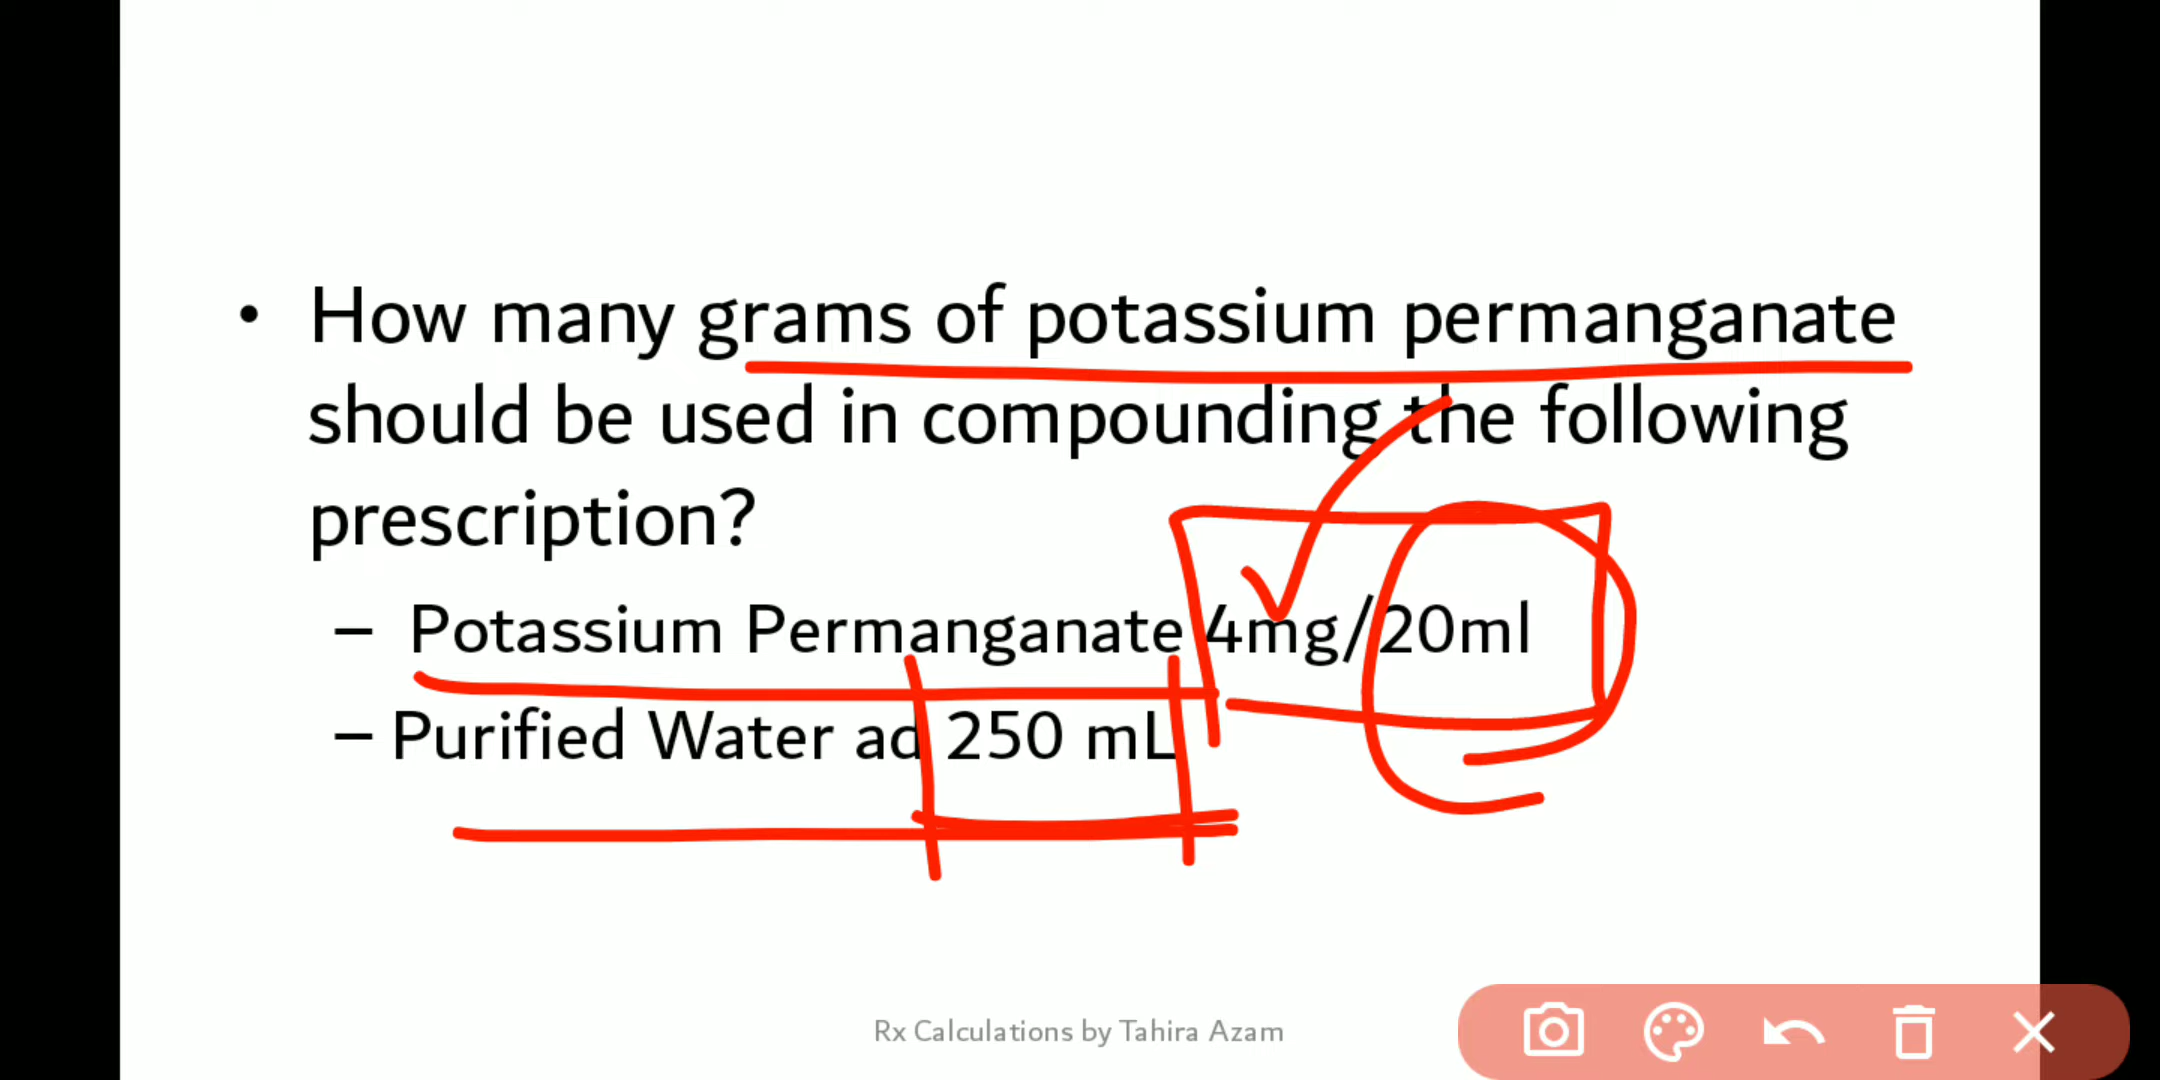 • How many grams of potassium permanganate
should be used in compounding the following
prescription?
– Potassium Permanganate 4mg/20ml
– Purified Water ad 250 mL
Rx Calculations by Tahira Azam